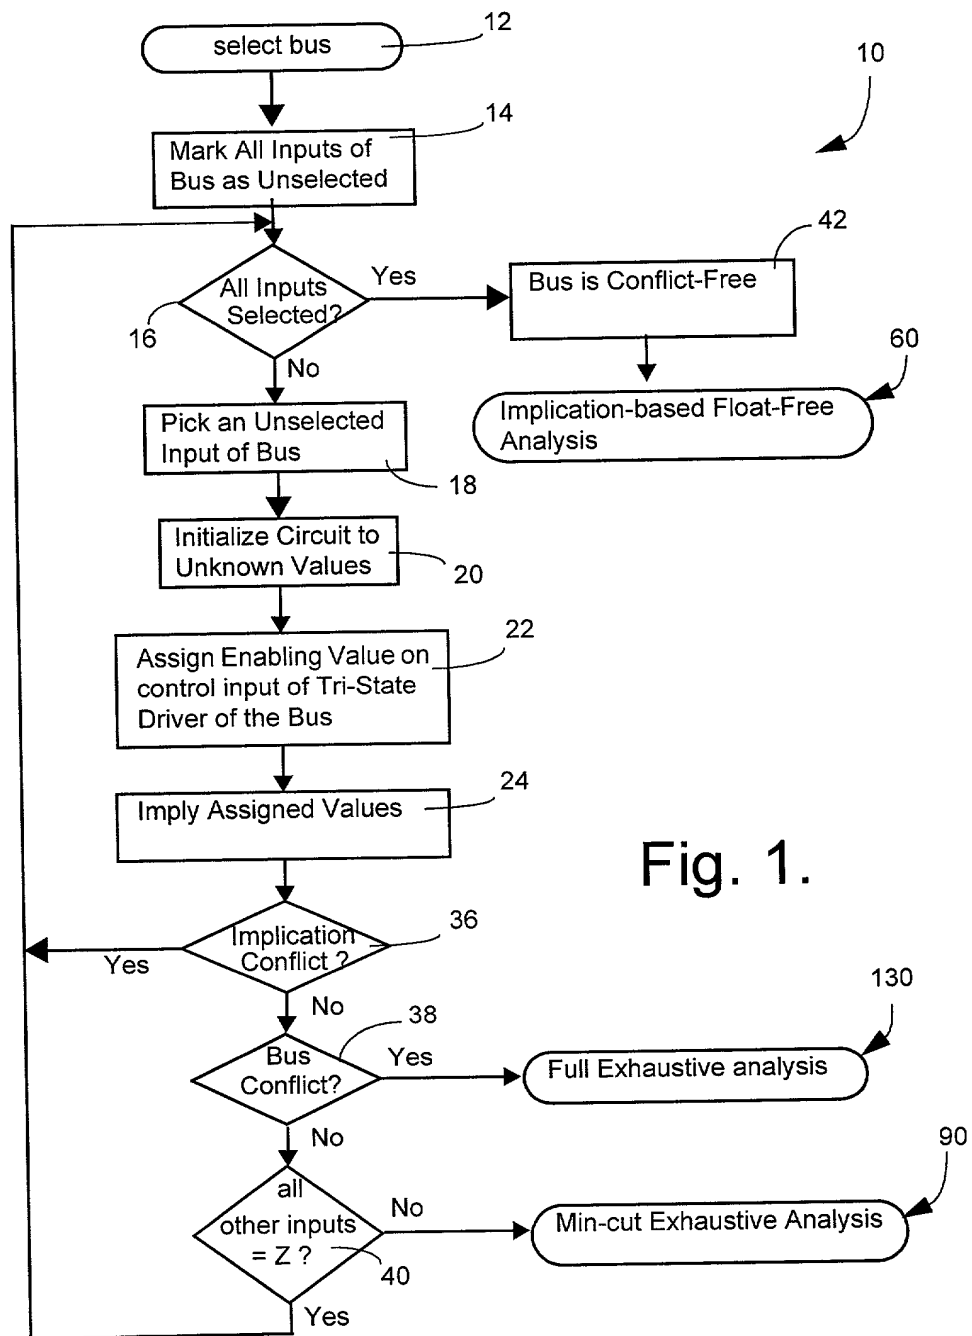 select bus
12
10
14
Mark All Inputs of
Bus as Unselected
42
Bus is Conflict-Free
Yes
All Inputs
Selected?
16
No
60
Implication-based Float-Free
Analysis
Pick an Unselected
Input of Bus
18
Initialize Circuit to
Unknown Values
20
22
Assign Enabling Value on
control input of Tri-State
Driver of the Bus
24
Imply Assigned Values
Fig. 1.
Implication
Conflict ?
36
Yes
No
38
130
Bus
Conflict?
Yes
Full Exhaustive analysis
No
90
all
other inputs
= Z ?
40
No
Min-cut Exhaustive Analysis
Yes